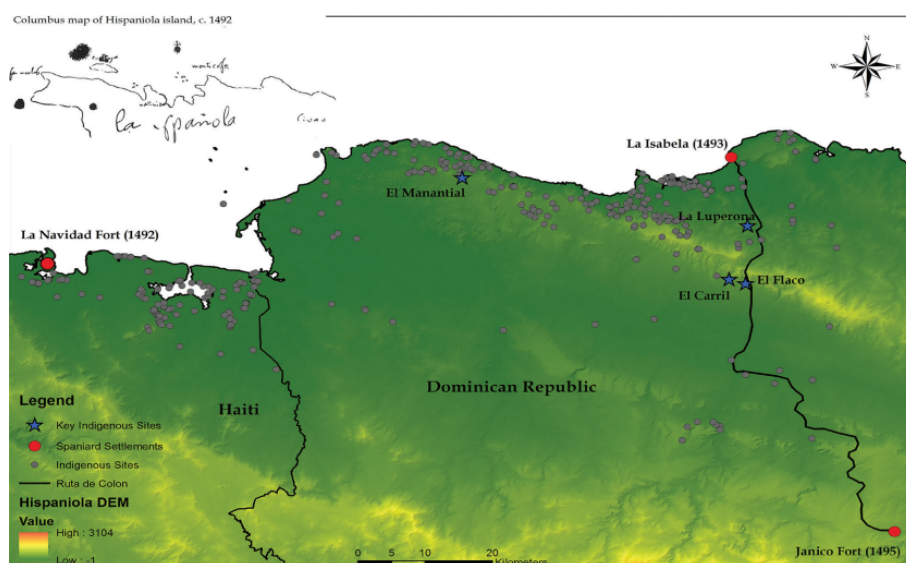 Columbus map of Hispaniola island, c. 1492
N
W E
S
la española
La Isabela (1493)
El Manantial
La Navidad Fort (1492)
La Luperona
El Flaco
El Carril
Dominican Republic
Haiti
Legend
Key Indigenous Sites
Spaniard Settlements
Indigenous Sites
Ruta de Colon
Hispaniola DEM
Value
High : 3104
Low : -1
0 5 10 20
Kilometers
Janico Fort (1495)